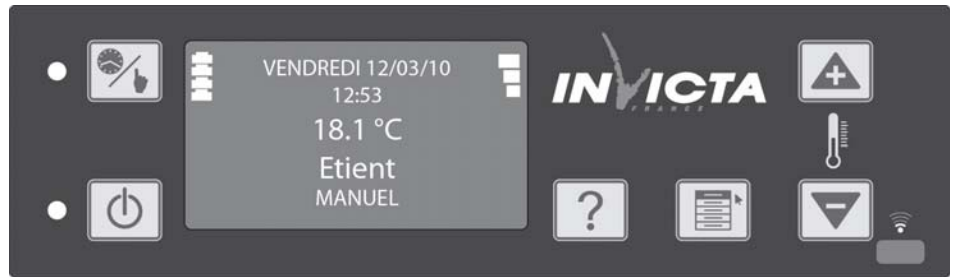 VENDREDI 12/03/10
12:53
18.1 °C
Etient
MANUEL
INVICTA
FRANCE
?